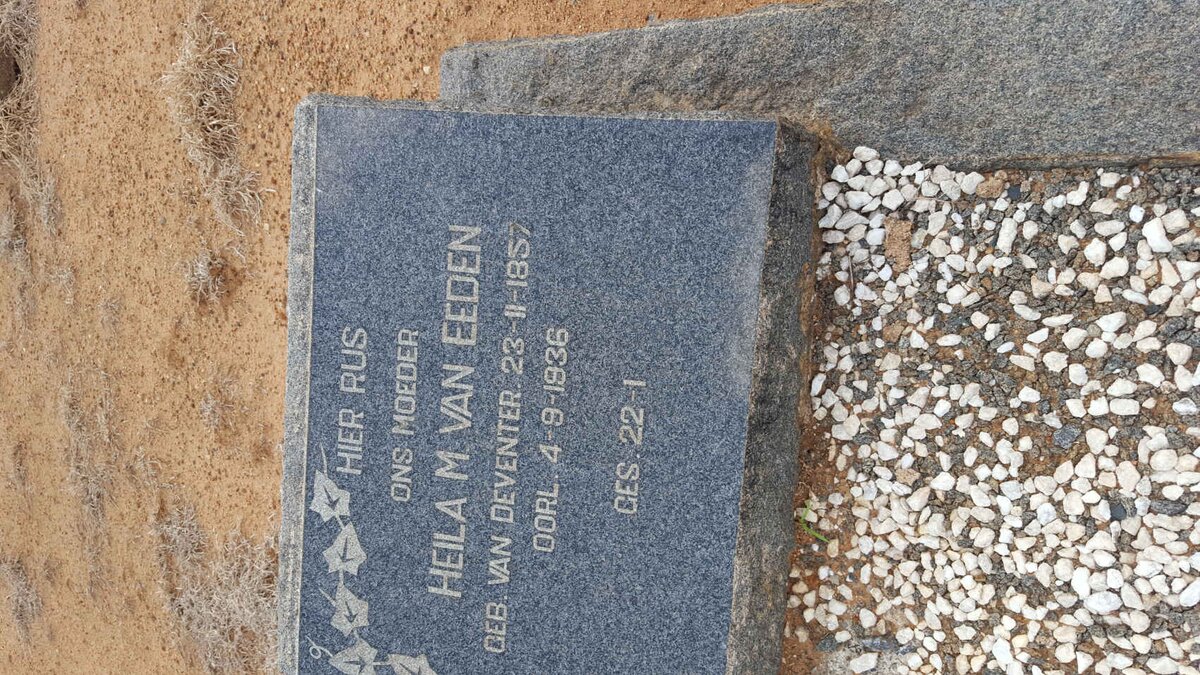 HIER RUS
ONS MOEDER
HEILA M VAN EEDEN
GEB. VAN DEVENTER 23-11-1857
OORL. 4-9-1936
GES. 22-1